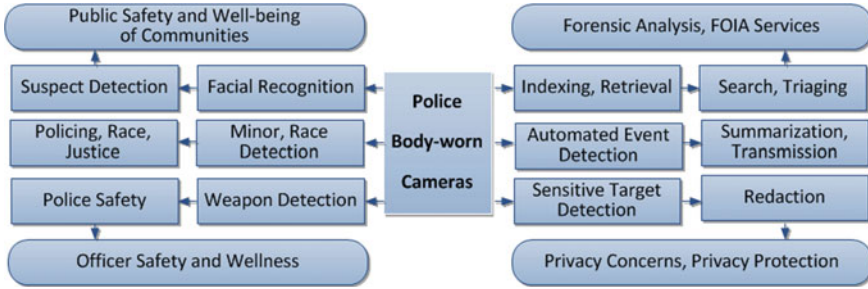 Public Safety and Well-being
of Communities
Forensic Analysis, FOIA Services
Suspect Detection
Facial Recognition
Police
Body-worn
Cameras
Indexing, Retrieval
Search, Triaging
Policing, Race,
Justice
Minor, Race
Detection
Automated Event
Detection
Summarization,
Transmission
Police Safety
Weapon Detection
Sensitive Target
Detection
Redaction
Officer Safety and Wellness
Privacy Concerns, Privacy Protection